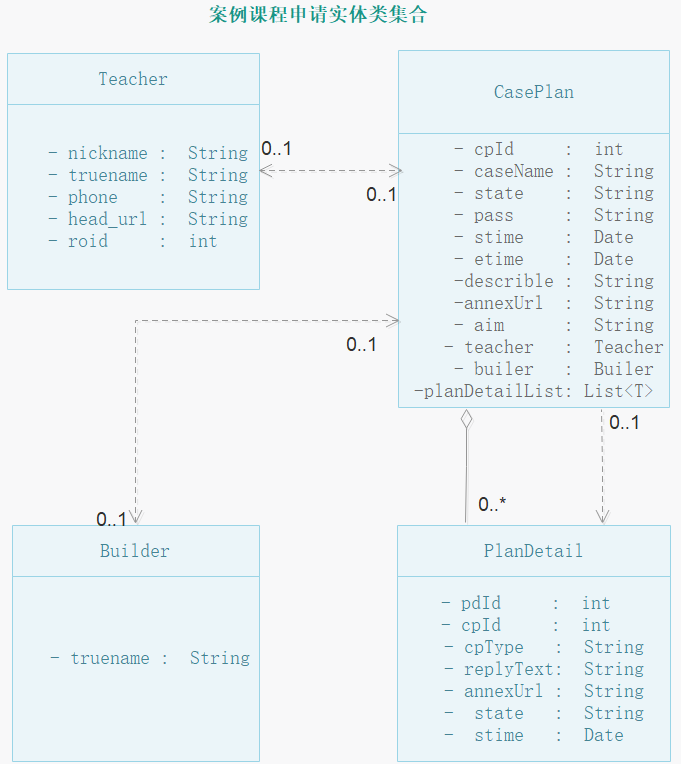 案例课程申请实体类集合
Teacher
- nickname : String
- truename : String
- phone : String
- head_url : String
- roid : int
0..1
0..1
CasePlan
- cpId : int
- caseName : String
- state : String
- pass : String
- stime : Date
- etime : Date
-describle : String
-annexUrl : String
- aim : String
- teacher : Teacher
- builer : Builer
-planDetailList: List<T>
0..1
0..1
0..*
0..1
Builder
- truename : String
PlanDetail
- pdId : int
- cpId : int
- cpType : String
- replyText: String
- annexUrl : String
- state : String
- stime : Date